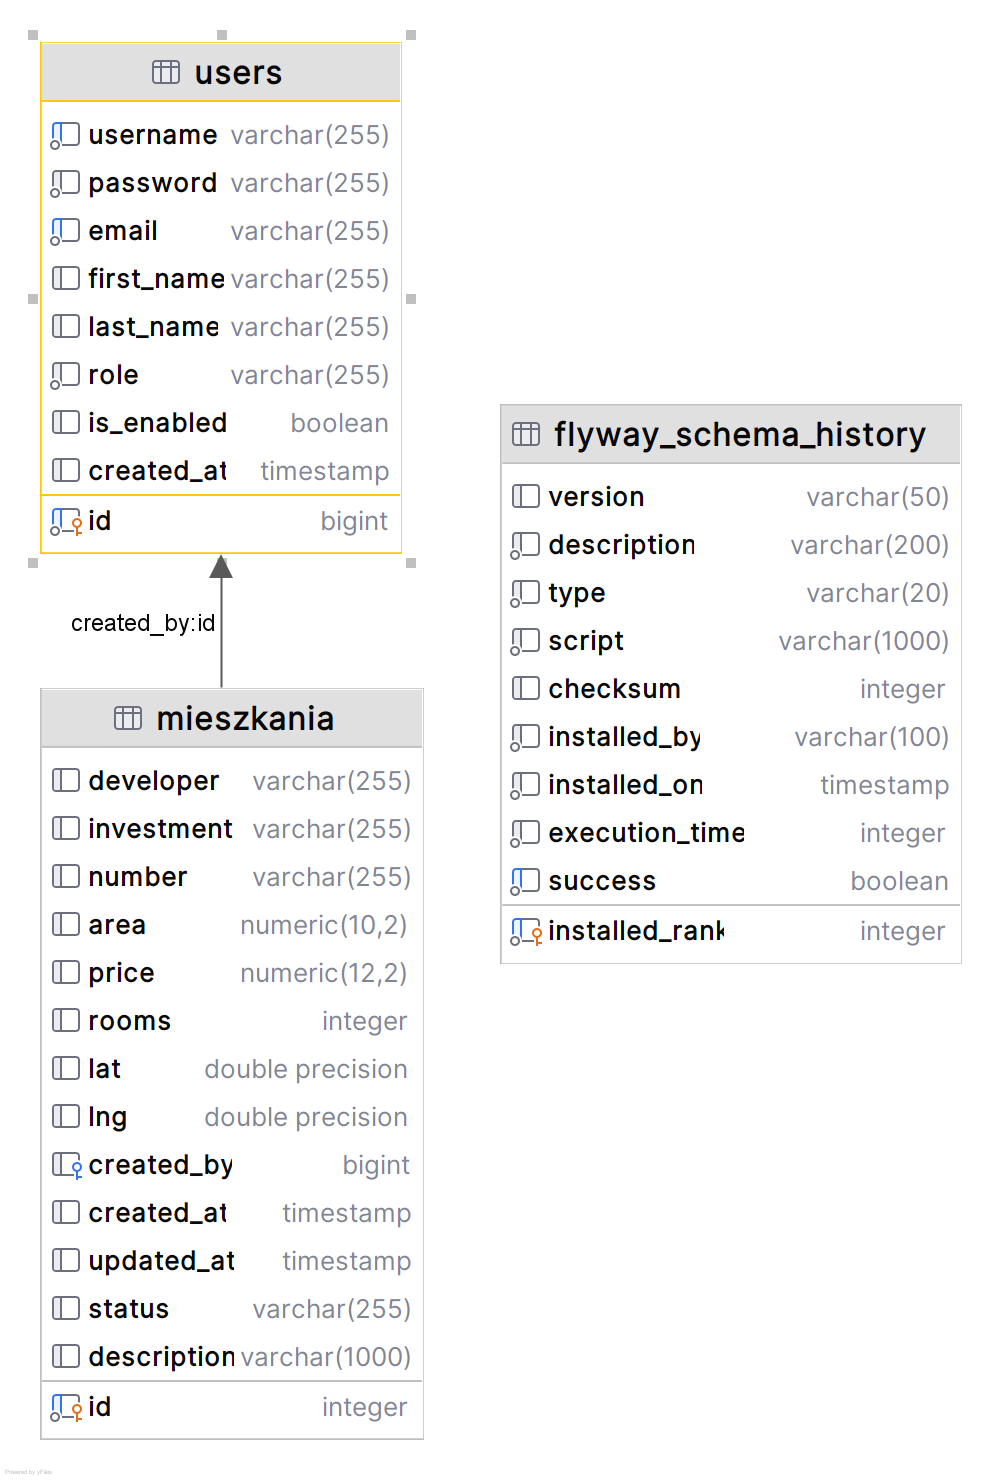 users
username varchar(255)
password varchar(255)
email varchar(255)
first_name varchar(255)
last_name varchar(255)
role varchar(255)
is_enabled boolean
created_at timestamp
id bigint
created_by:id
mieszkania
developer varchar(255)
investment varchar(255)
number varchar(255)
area numeric(10,2)
price numeric(12,2)
rooms integer
lat double precision
lng double precision
created_by bigint
created_at timestamp
updated_at timestamp
status varchar(255)
description varchar(1000)
id integer
flyway_schema_history
version varchar(50)
description varchar(200)
type varchar(20)
script varchar(1000)
checksum integer
installed_by varchar(100)
installed_on timestamp
execution_time integer
success boolean
installed_rank integer
Powered by yFiles